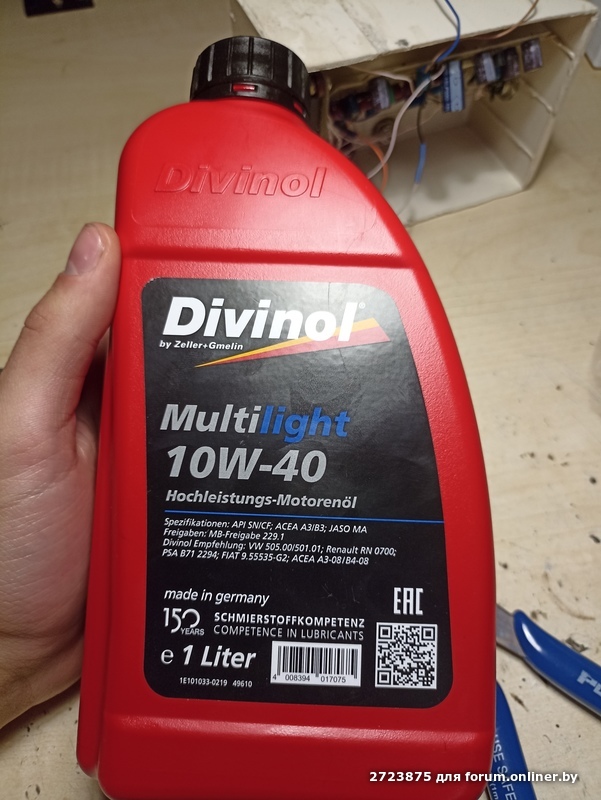 Divinol
Divinol®
by Zeller+Gmelin
Multilight
10W-40
Hochleistungs-Motorenöl
Spezifikationen: API SN/CF; ACEA A3/B3; JASO MA
Freigaben: MB-Freigabe 229.1
Divinol Empfehlung: VW 505.00/501.01; Renault RN 0700;
PSA B71 2294; FIAT 9.55535-G2; ACEA A3-08/B4-08
made in germany
EAC
150 YEARS
SCHMIERSTOFFKOMPETENZ
COMPETENCE IN LUBRICANTS
e 1 Liter
4 008394 017075
1E101033-0219 49610
USE SAFE
2723875 для forum.onliner.by